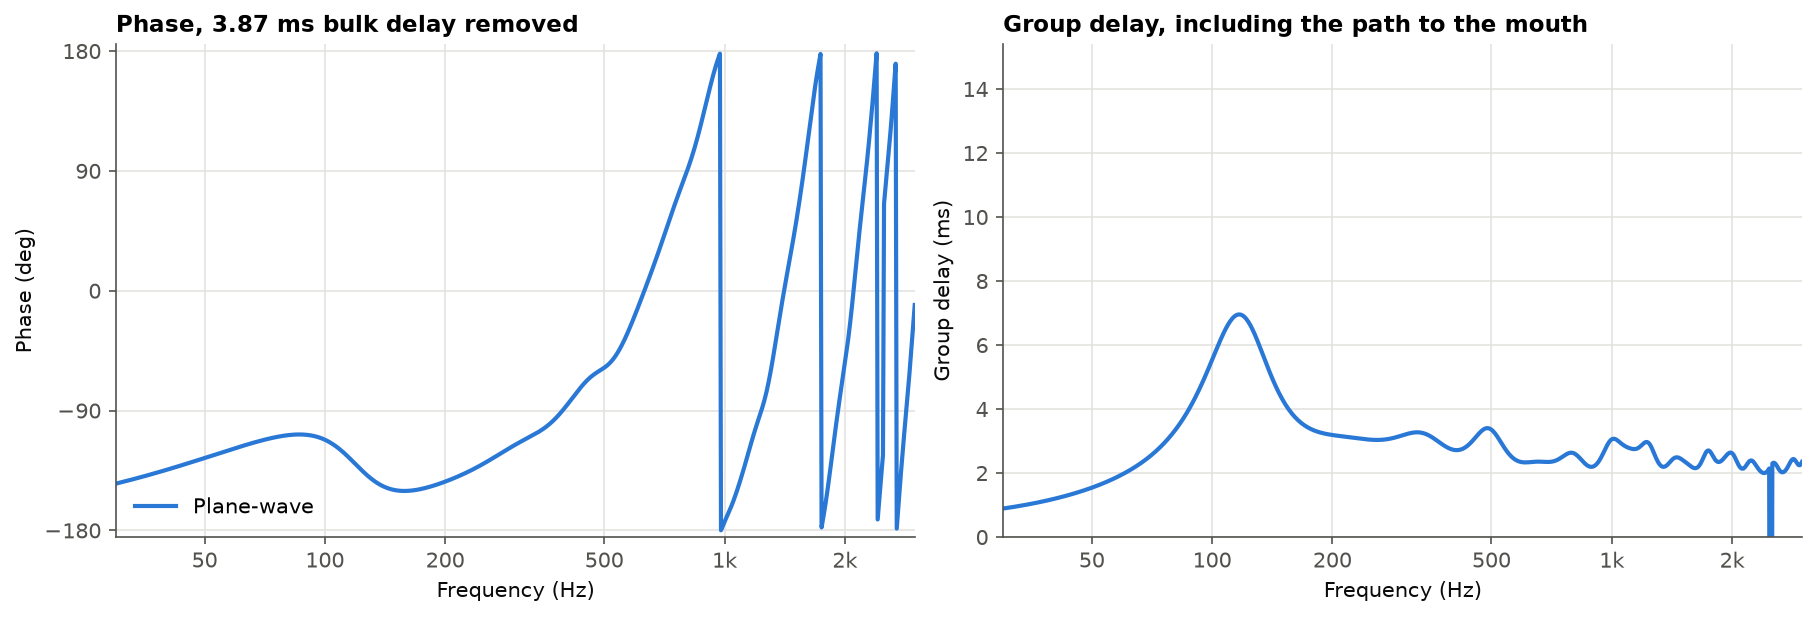 Phase, 3.87 ms bulk delay removed
180
90
0
−90
−180
Phase (deg)
Plane-wave
50
100
200
500
1k
2k
Frequency (Hz)
Group delay, including the path to the mouth
14
12
10
8
6
4
2
0
Group delay (ms)
50
100
200
500
1k
2k
Frequency (Hz)